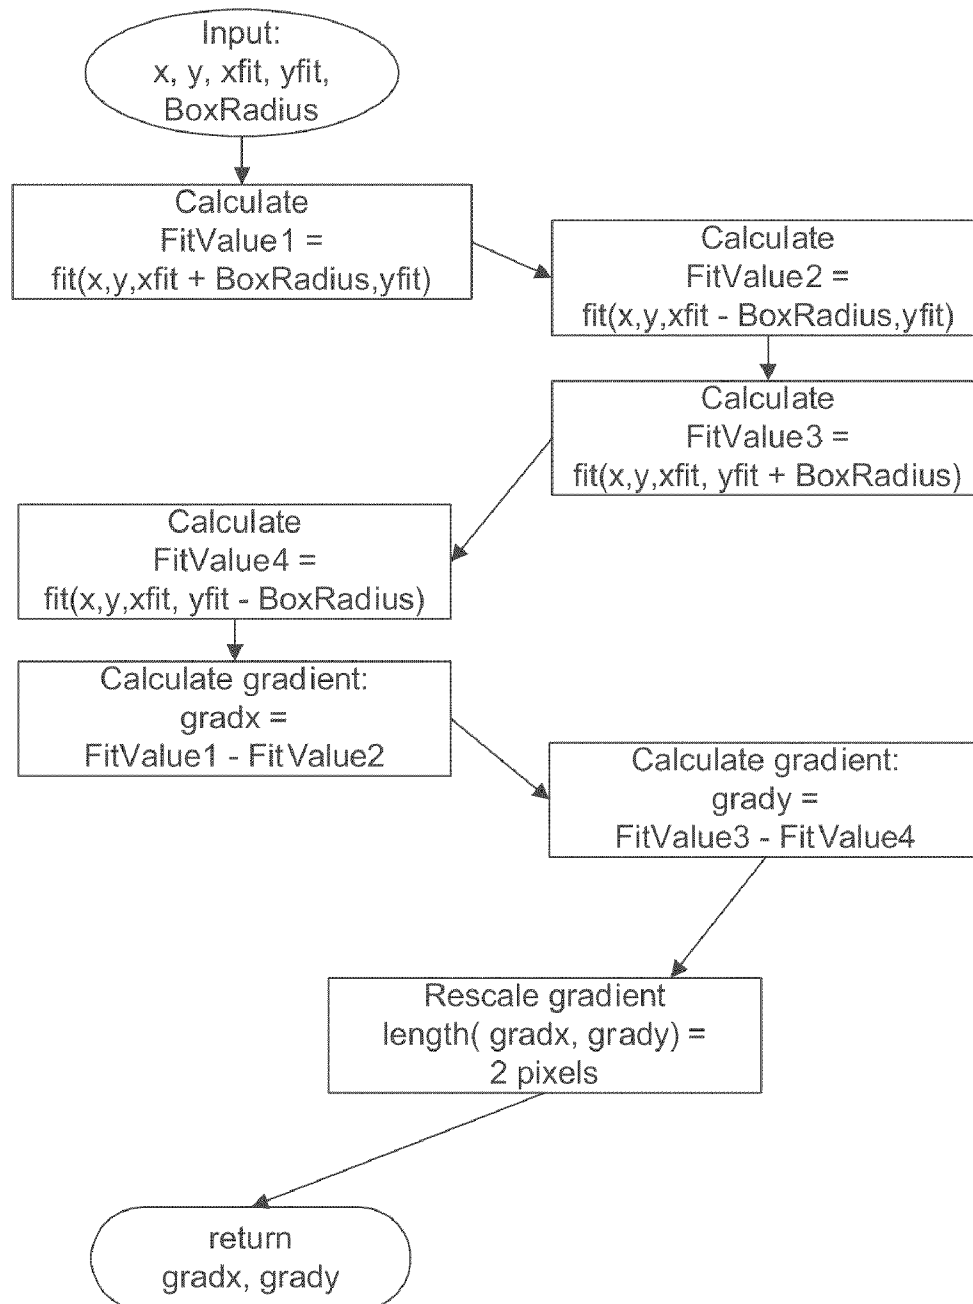 Input:
x, y, xfit, yfit,
BoxRadius
Calculate
FitValue1 =
fit(x,y,xfit + BoxRadius,yfit)
Calculate
FitValue2 =
fit(x,y,xfit - BoxRadius,yfit)
Calculate
FitValue3 =
fit(x,y,xfit, yfit + BoxRadius)
Calculate
FitValue4 =
fit(x,y,xfit, yfit - BoxRadius)
Calculate gradient:
gradx =
FitValue1 - FitValue2
Calculate gradient:
grady =
FitValue3 - FitValue4
Rescale gradient
length( gradx, grady) =
2 pixels
return
gradx, grady